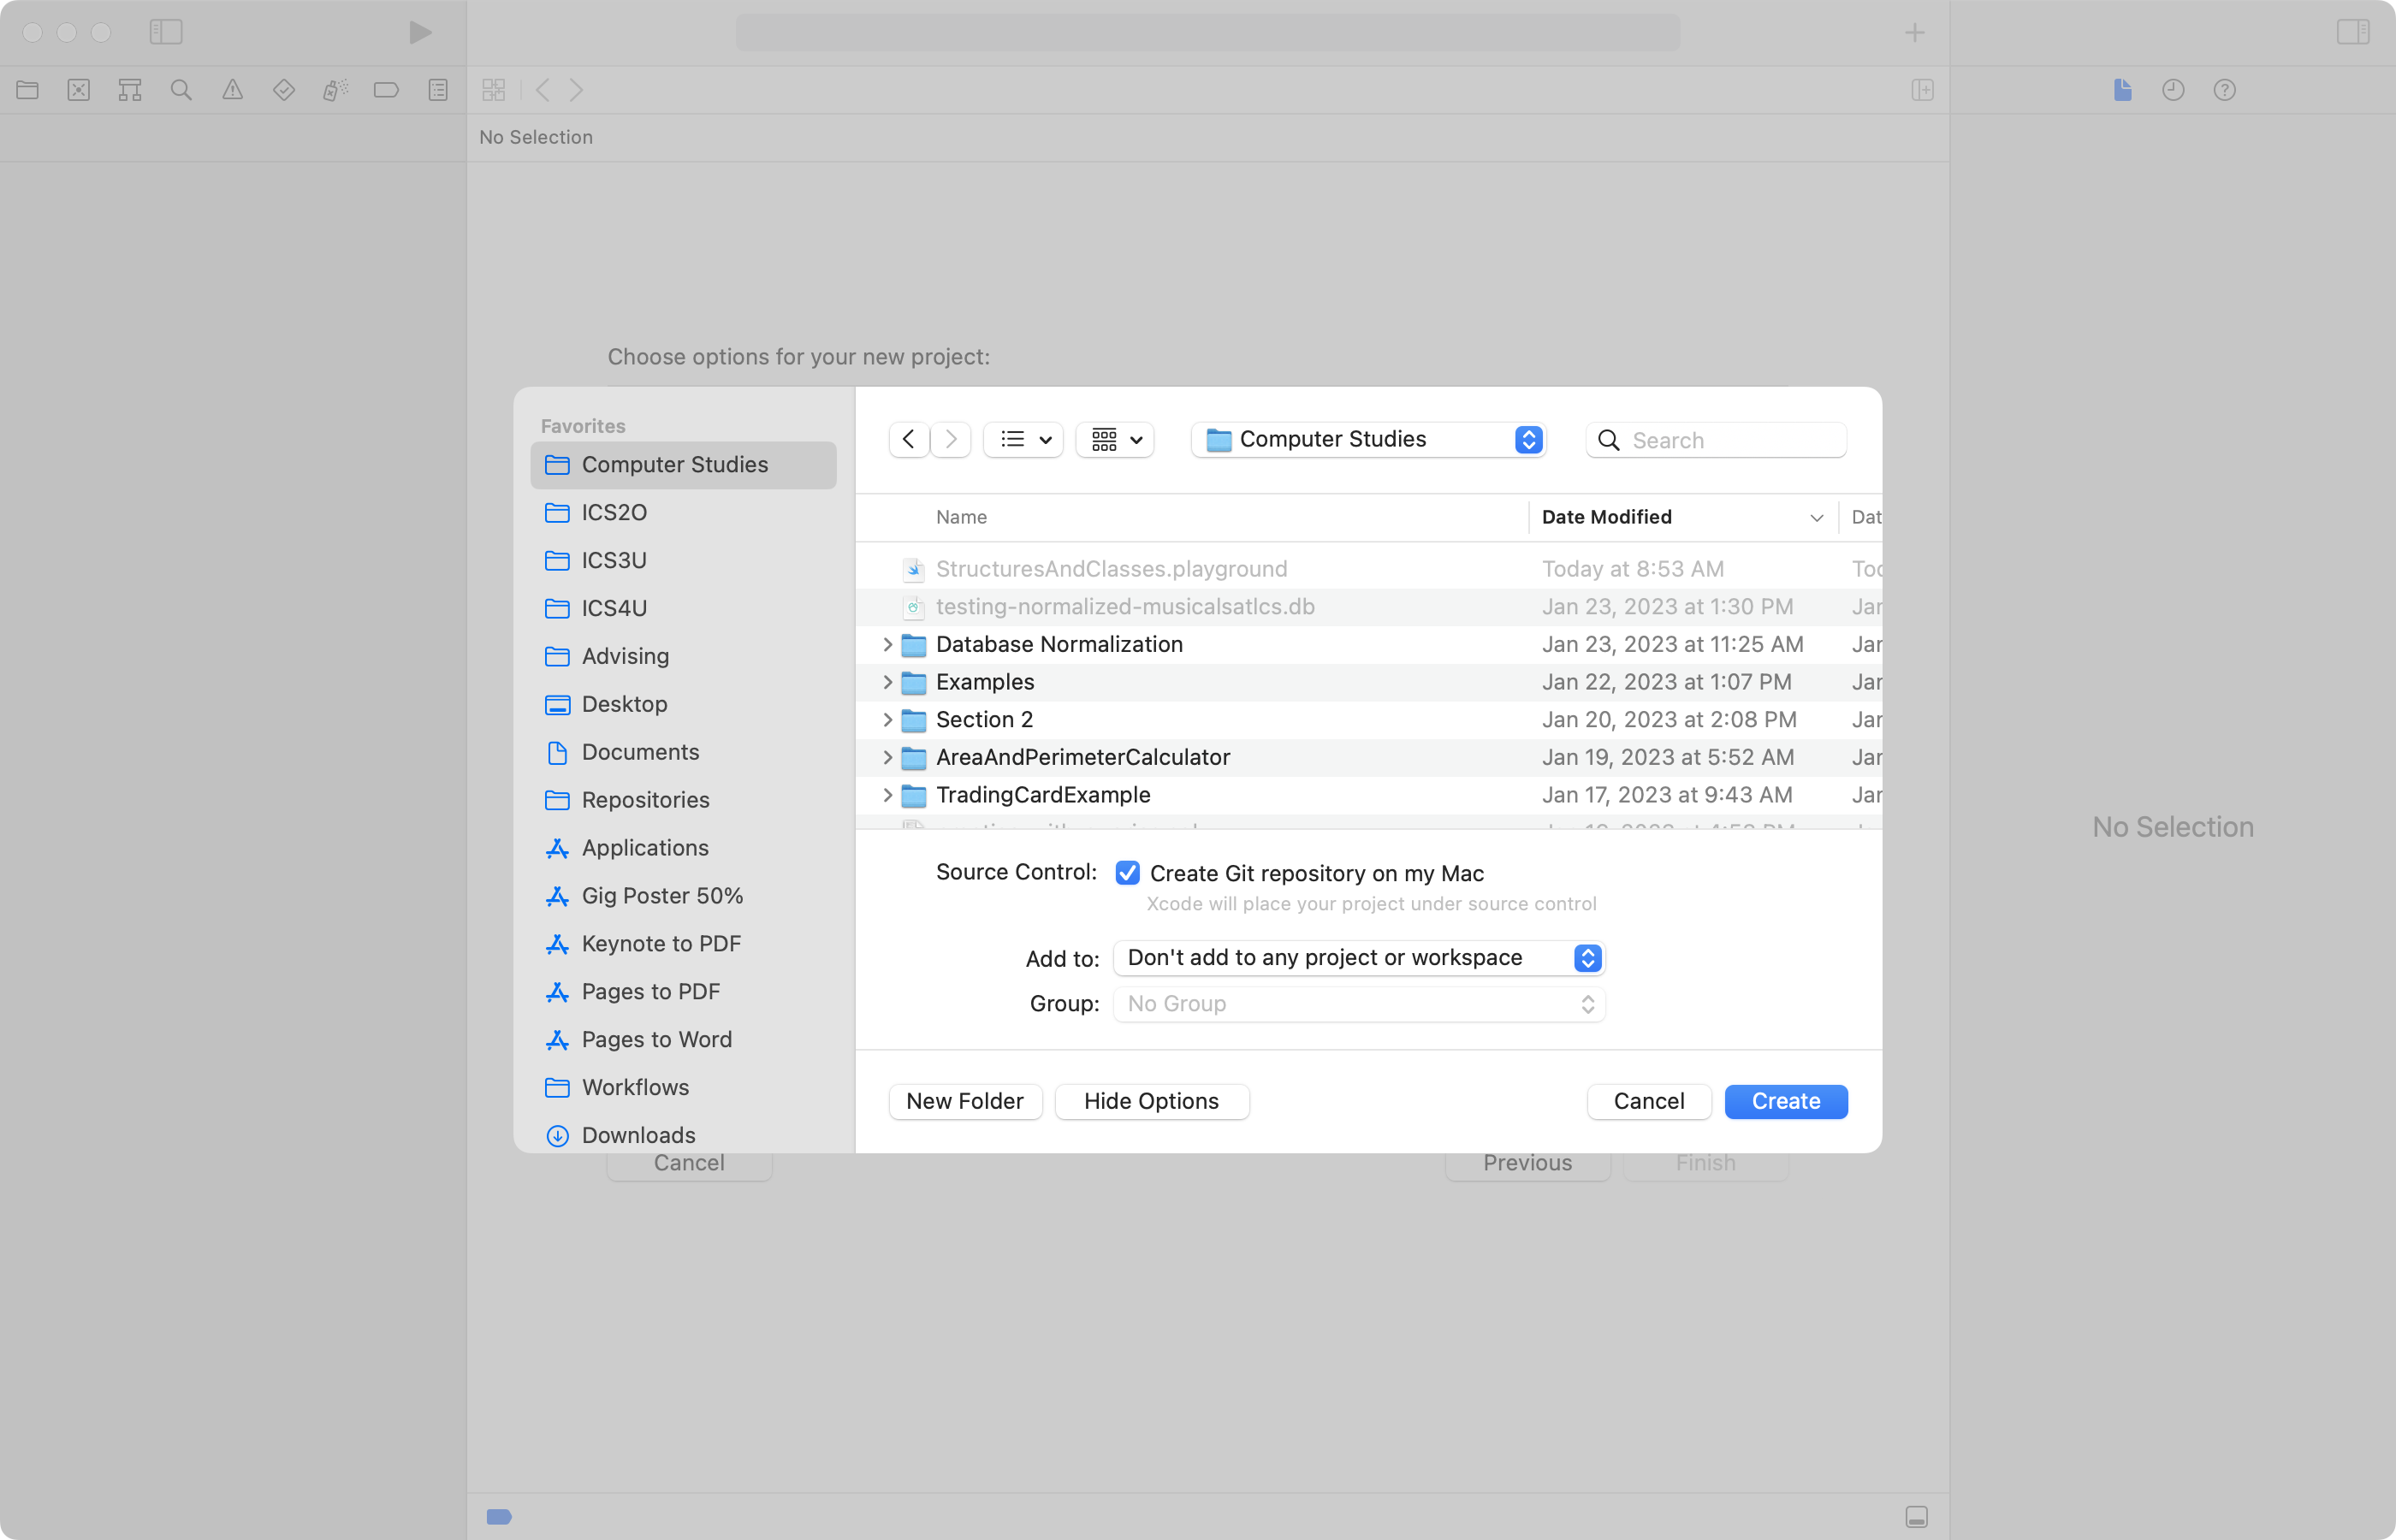 No Selection
Choose options for your new project:
Favorites
Computer Studies
ICS2O
ICS3U
ICS4U
Advising
Desktop
Documents
Repositories
Applications
Gig Poster 50%
Keynote to PDF
Pages to PDF
Pages to Word
Workflows
Downloads
Computer Studies
Search
Name Date Modified Dat
StructuresAndClasses.playground Today at 8:53 AM Toc
testing-normalized-musicalsatlcs.db Jan 23, 2023 at 1:30 PM Jar
Database Normalization Jan 23, 2023 at 11:25 AM Jar
Examples Jan 22, 2023 at 1:07 PM Jar
Section 2 Jan 20, 2023 at 2:08 PM Jar
AreaAndPerimeterCalculator Jan 19, 2023 at 5:52 AM Jar
TradingCardExample Jan 17, 2023 at 9:43 AM Jar
Source Control: Create Git repository on my Mac
Xcode will place your project under source control
Add to: Don't add to any project or workspace
Group: No Group
New Folder Hide Options Cancel Create
Cancel Previous Finish
No Selection